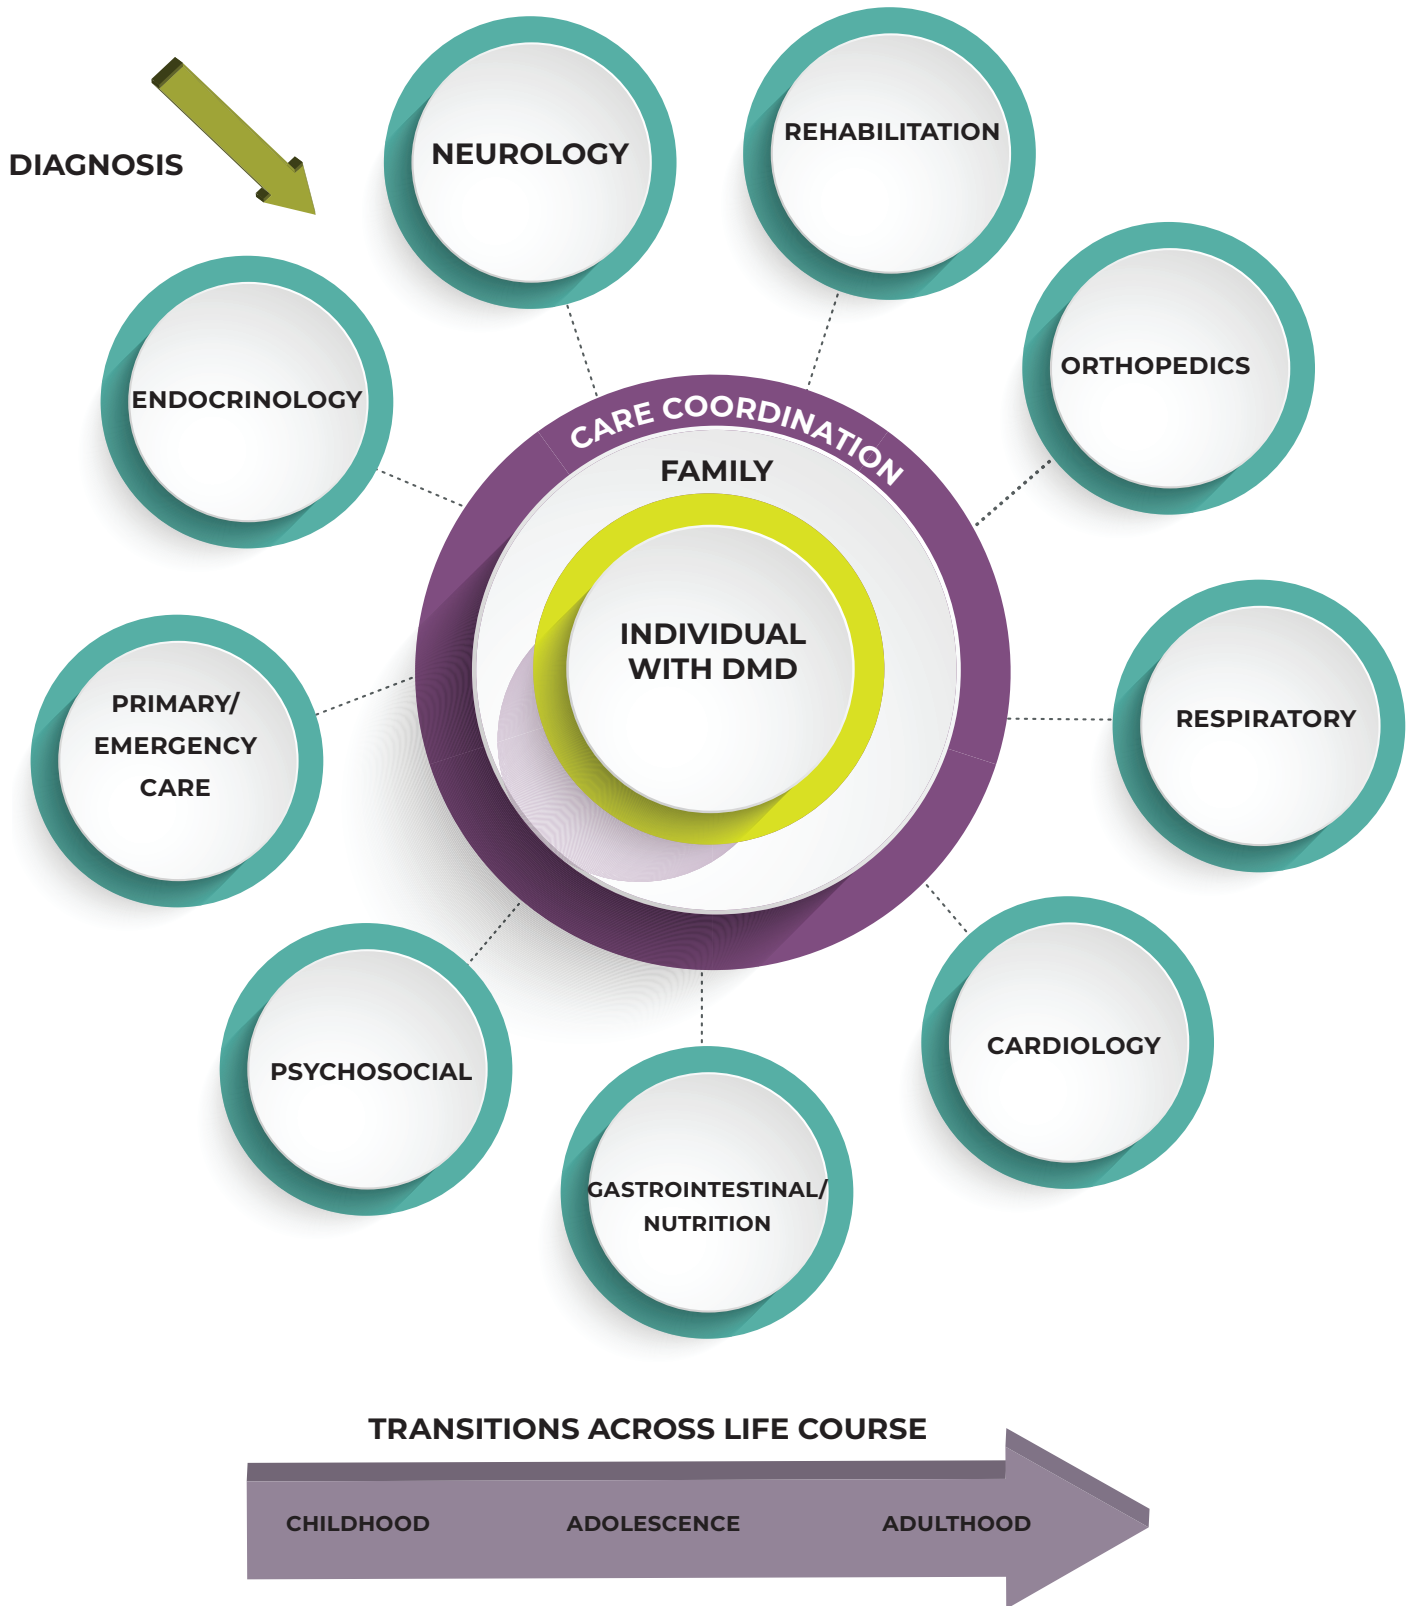 DIAGNOSIS
NEUROLOGY
REHABILITATION
ORTHOPEDICS
ENDOCRINOLOGY
CARE COORDINATION
FAMILY
INDIVIDUAL
WITH DMD
PRIMARY/
EMERGENCY
CARE
RESPIRATORY
PSYCHOSOCIAL
CARDIOLOGY
GASTROINTESTINAL/
NUTRITION
TRANSITIONS ACROSS LIFE COURSE
CHILDHOOD
ADOLESCENCE
ADULTHOOD